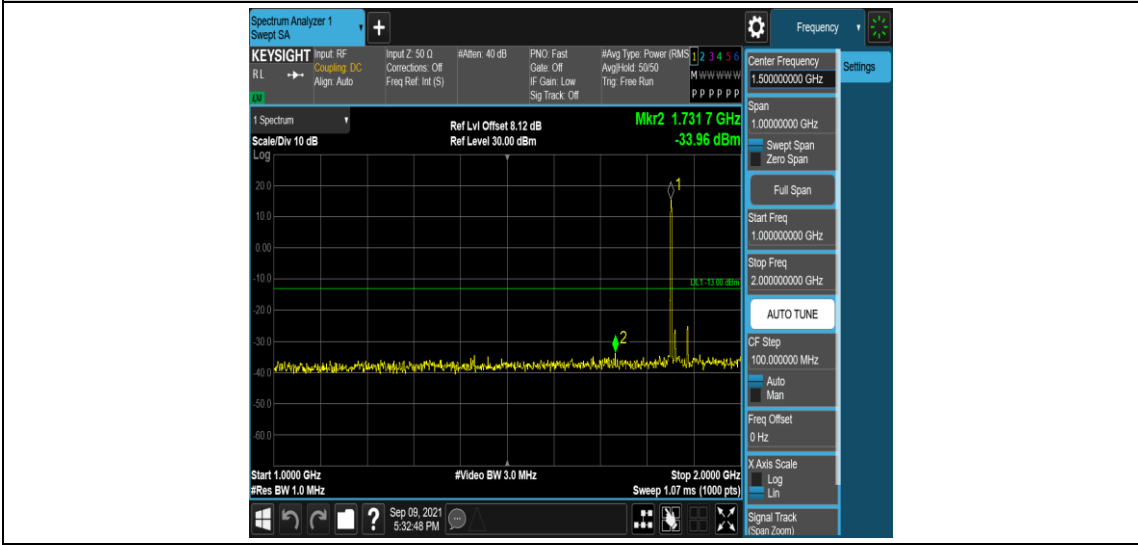 Spectrum Analyzer 1
Swept SA
+
Frequency
KEYSIGHT
RL
LM
Input: RF
Coupling: DC
Align: Auto
Input Z: 50 Ω
Corrections: Off
Freq Ref: Int (S)
#Atten: 40 dB
PNO: Fast
Gate: Off
IF Gain: Low
Sig Track: Off
#Avg Type: Power (RMS
Avg|Hold: 50/50
Trig: Free Run
1 2 3 4 5 6
M W W W W W
P P P P P P
1 Spectrum
Scale/Div 10 dB
Log
Ref Lvl Offset 8.12 dB
Ref Level 30.00 dBm
Mkr2 1.731 7 GHz
-33.96 dBm
20.0
10.0
0.00
-10.0
-20.0
-30.0
-40.0
-50.0
-60.0
1
2
DL1 -13.00 dBm
Start 1.0000 GHz
#Res BW 1.0 MHz
#Video BW 3.0 MHz
Stop 2.0000 GHz
Sweep 1.07 ms (1000 pts)
Sep 09, 2021
5:32:48 PM
?
Center Frequency
1.500000000 GHz
Span
1.00000000 GHz
Swept Span
Zero Span
Full Span
Start Freq
1.000000000 GHz
Stop Freq
2.000000000 GHz
AUTO TUNE
CF Step
100.000000 MHz
Auto
Man
Freq Offset
0 Hz
X Axis Scale
Log
Lin
Signal Track
(Span Zoom)
Settings